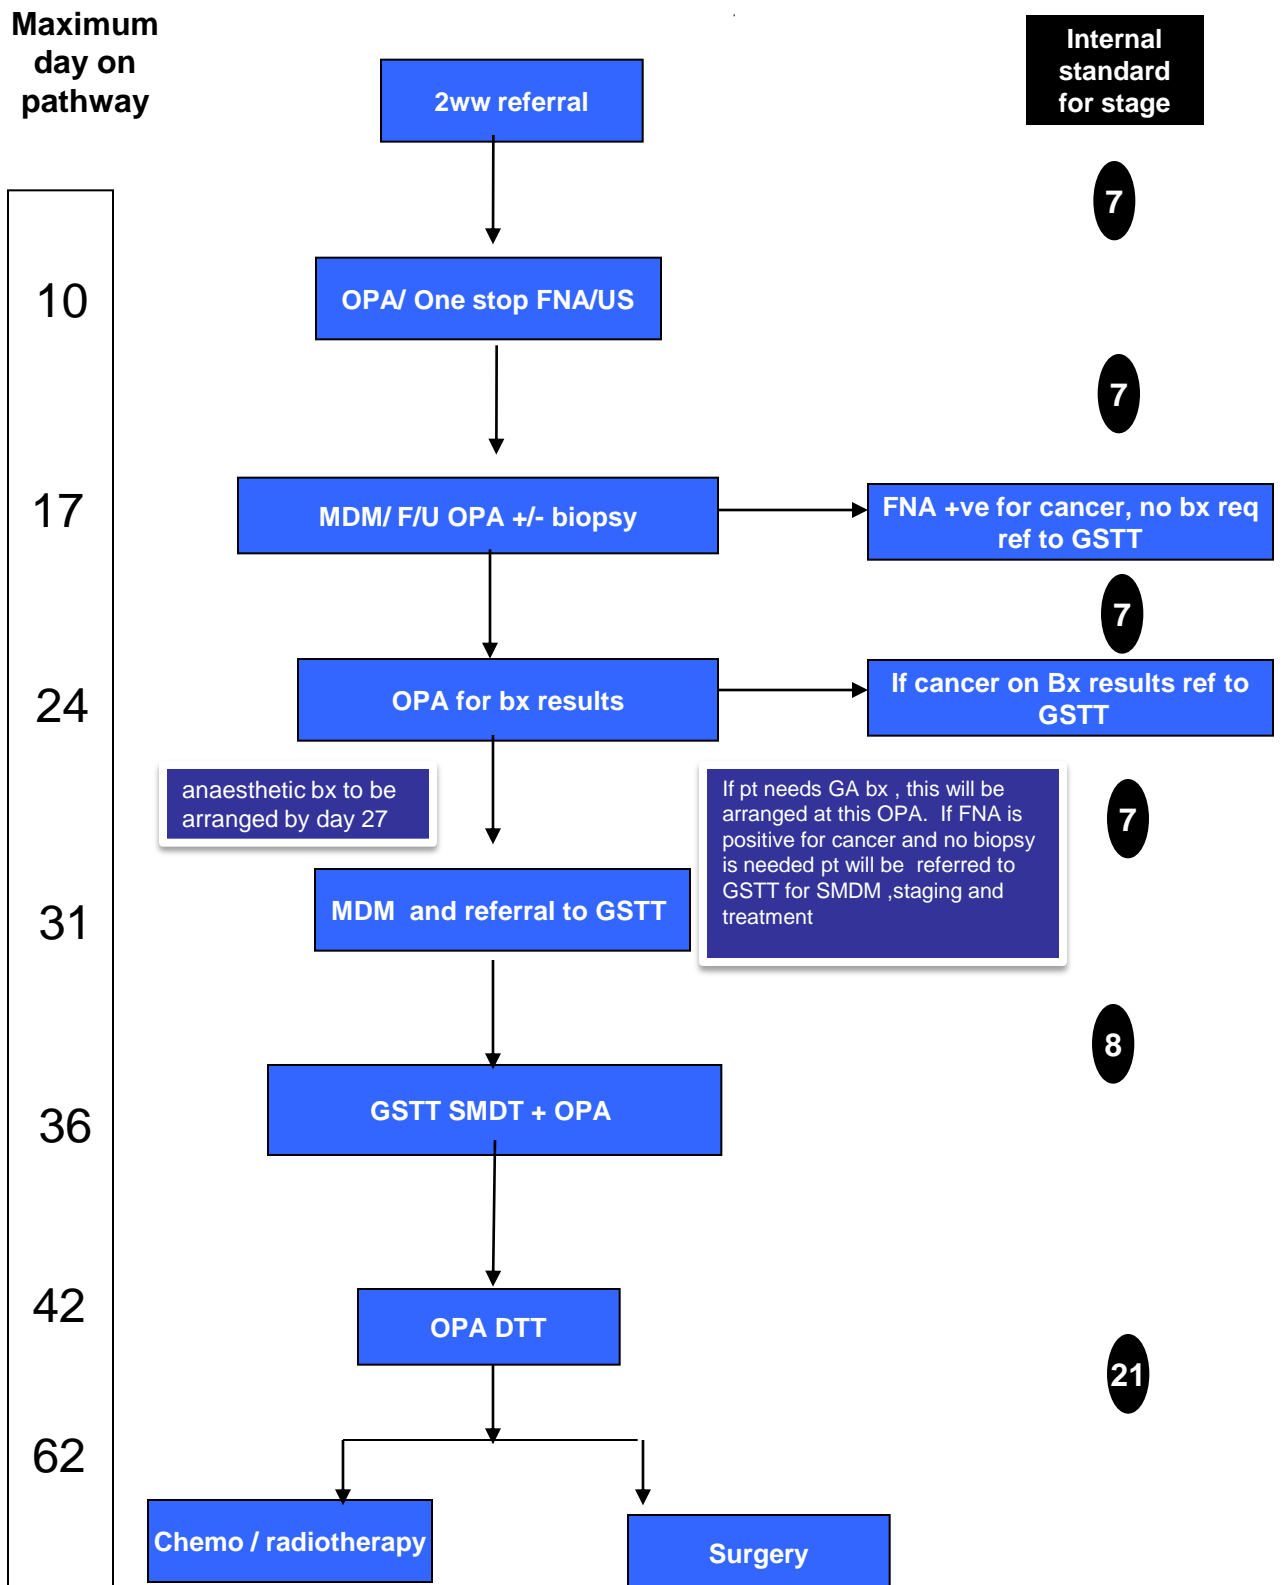 Maximum
day on
pathway
2ww referral
Internal
standard
for stage
7
10
OPA/ One stop FNA/US
7
17
MDM/ F/U OPA +/- biopsy
FNA +ve for cancer, no bx req
ref to GSTT
7
24
OPA for bx results
If cancer on Bx results ref to
GSTT
anaesthetic bx to be
arranged by day 27
If pt needs GA bx , this will be
arranged at this OPA. If FNA is
positive for cancer and no biopsy
is needed pt will be referred to
GSTT for SMDM ,staging and
treatment
7
31
MDM and referral to GSTT
8
36
GSTT SMDT + OPA
42
OPA DTT
21
62
Chemo / radiotherapy
Surgery